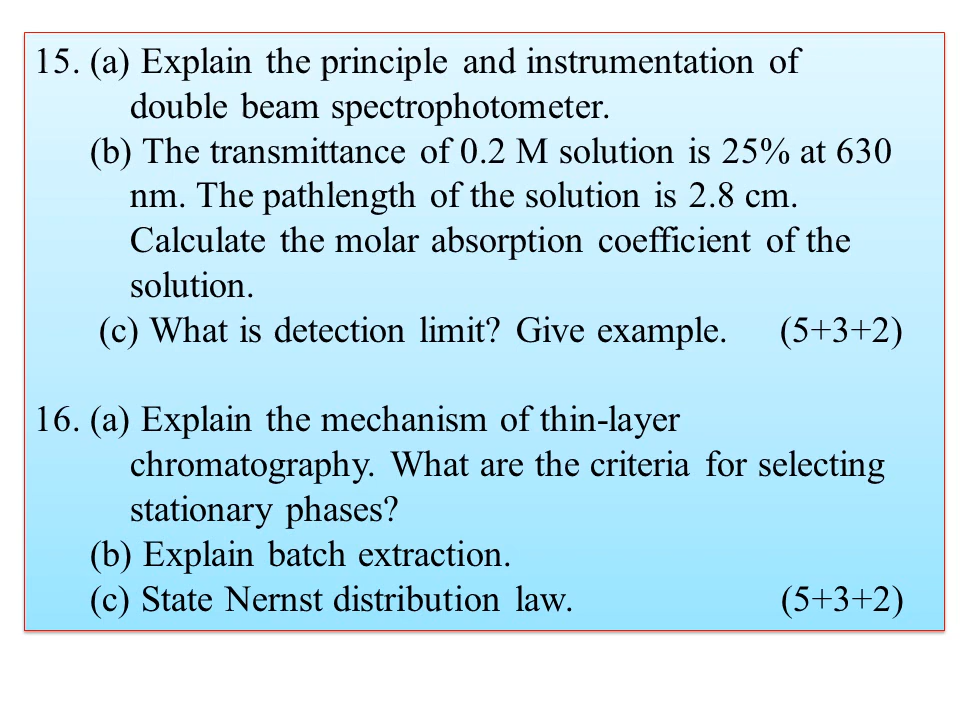 15. (a) Explain the principle and instrumentation of
double beam spectrophotometer.
(b) The transmittance of 0.2 M solution is 25% at 630
nm. The pathlength of the solution is 2.8 cm.
Calculate the molar absorption coefficient of the
solution.
(c) What is detection limit? Give example. (5+3+2)
16. (a) Explain the mechanism of thin-layer
chromatography. What are the criteria for selecting
stationary phases?
(b) Explain batch extraction.
(c) State Nernst distribution law. (5+3+2)